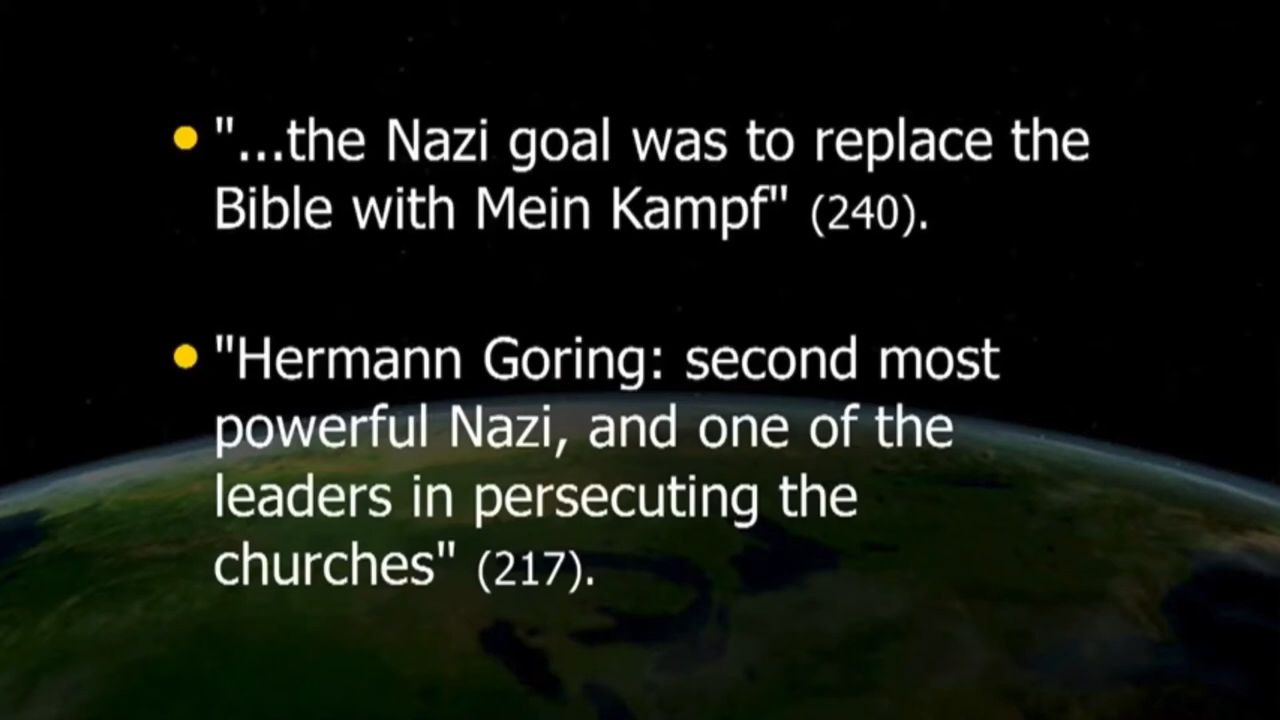 • "...the Nazi goal was to replace the
Bible with Mein Kampf" (240).
• "Hermann Goring: second most
powerful Nazi, and one of the
leaders in persecuting the
churches" (217).